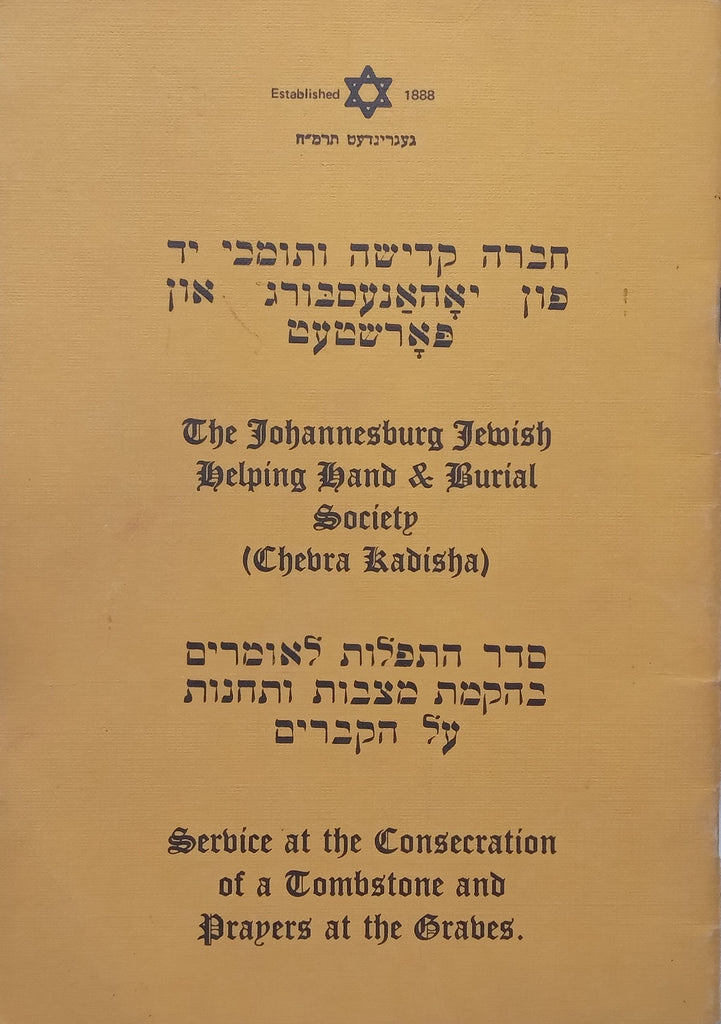 Established 1888
געגרינדעט תרמ״ח
חברה קדישה ותומכי יד
פון יאָהאַנעסבורג און
פאָרשטעט
The Johannesburg Jewish
Helping Hand & Burial
Society
(Chevra Kadisha)
סדר התפלות לאומרים
בהקמת מצבות ותחנות
על הקברים
Service at the Consecration
of a Tombstone and
Prayers at the Graves.